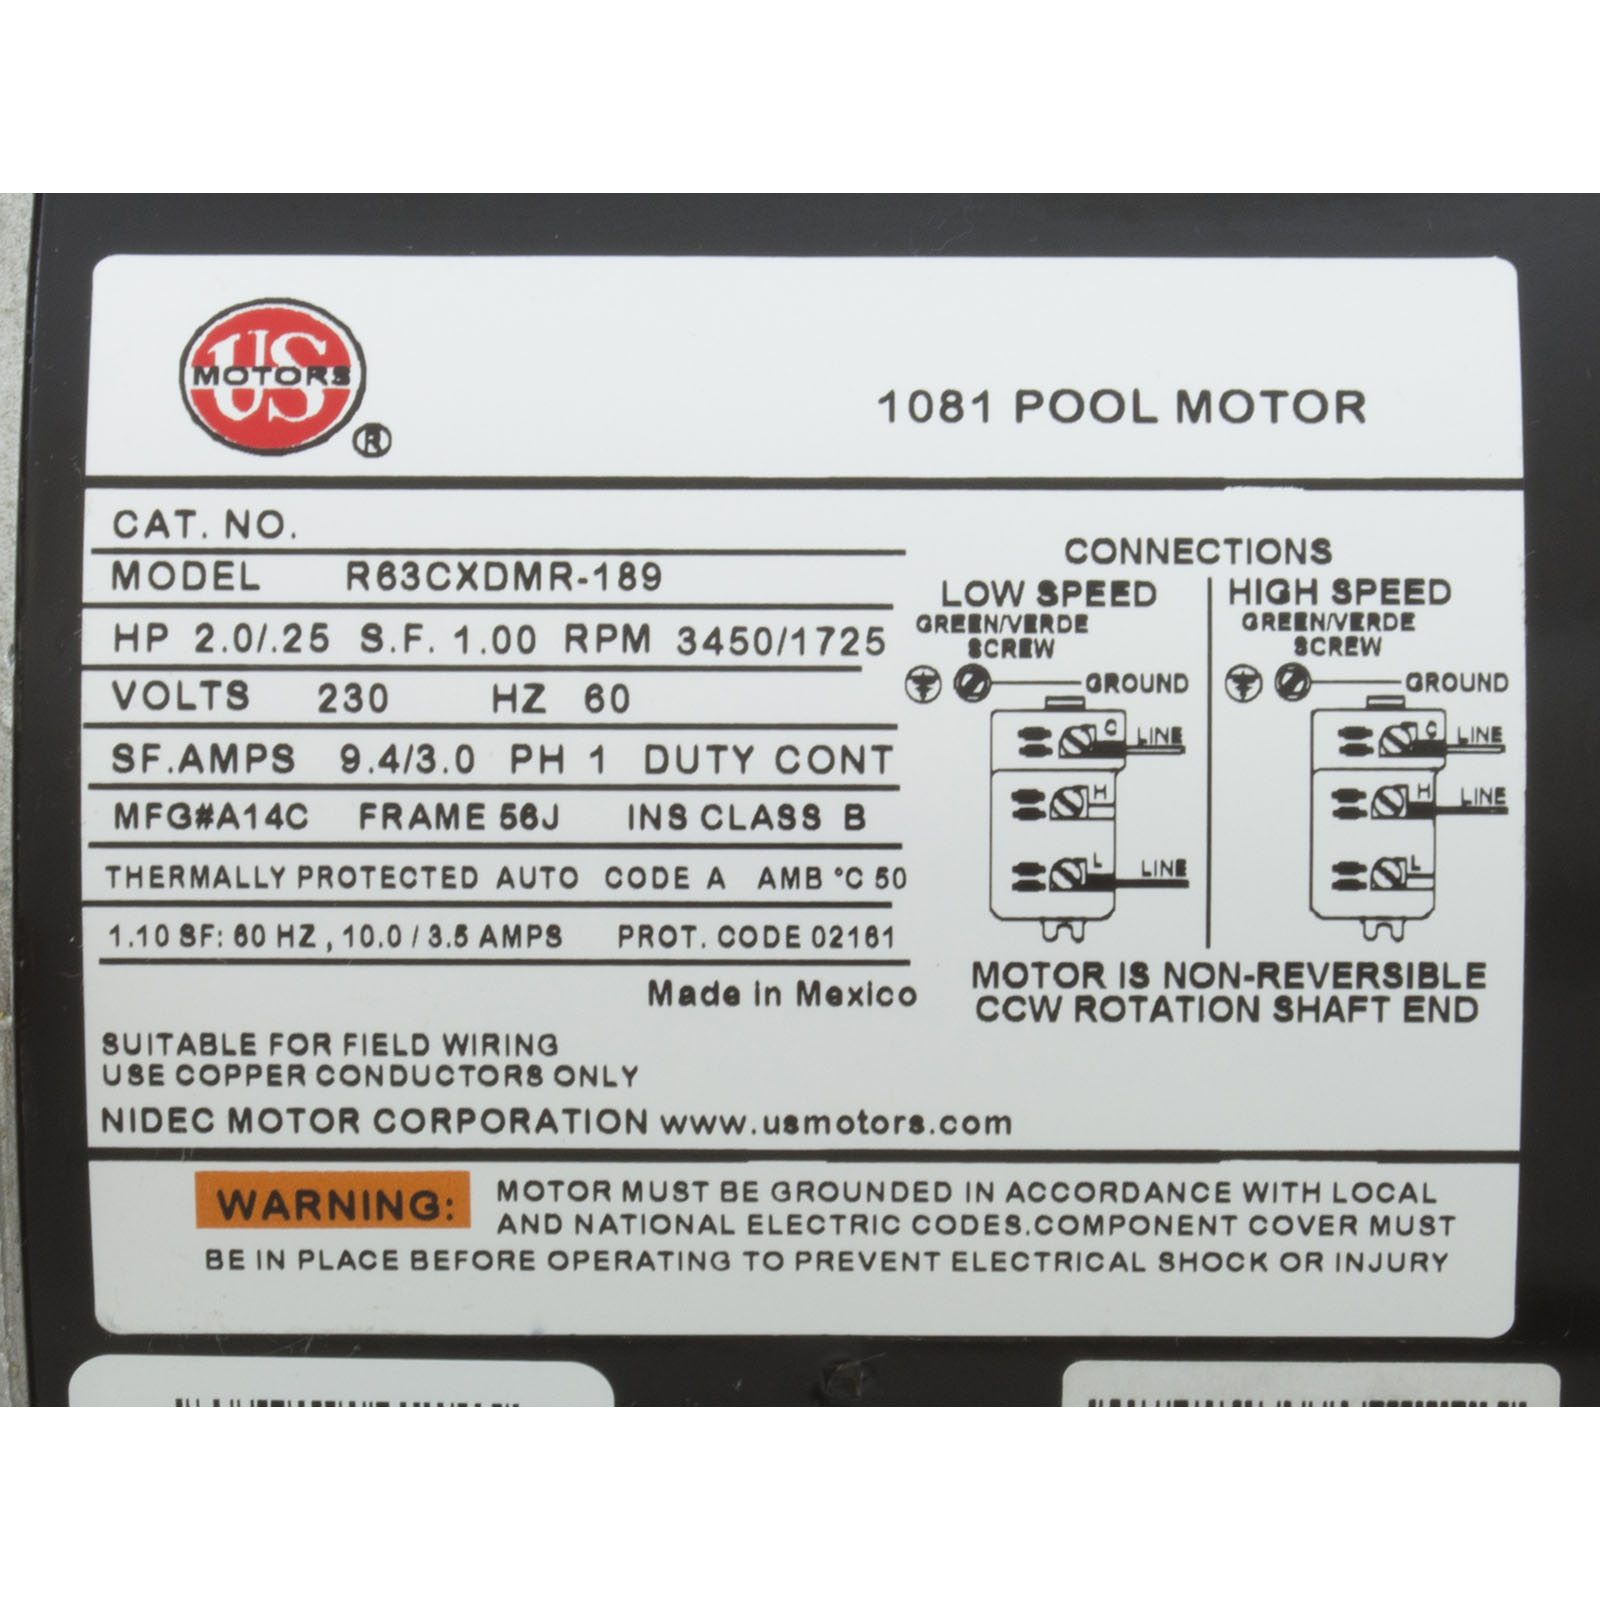 US
MOTORS
®
1081 POOL MOTOR
CAT. NO.
MODEL R63CXDMR-189
HP 2.0/.25 S.F. 1.00 RPM 3450/1725
VOLTS 230 HZ 60
SF.AMPS 9.4/3.0 PH 1 DUTY CONT
MFG#A14C FRAME 56J INS CLASS B
THERMALLY PROTECTED AUTO CODE A AMB °C 50
1.10 SF: 60 HZ, 10.0 / 3.5 AMPS PROT. CODE 02161
Made in Mexico
SUITABLE FOR FIELD WIRING
USE COPPER CONDUCTORS ONLY
NIDEC MOTOR CORPORATION www.usmotors.com
CONNECTIONS
LOW SPEED
GREEN/VERDE
SCREW
GROUND
C LINE
H
L LINE
HIGH SPEED
GREEN/VERDE
SCREW
GROUND
C LINE
H LINE
L
MOTOR IS NON-REVERSIBLE
CCW ROTATION SHAFT END
WARNING: MOTOR MUST BE GROUNDED IN ACCORDANCE WITH LOCAL
AND NATIONAL ELECTRIC CODES.COMPONENT COVER MUST
BE IN PLACE BEFORE OPERATING TO PREVENT ELECTRICAL SHOCK OR INJURY